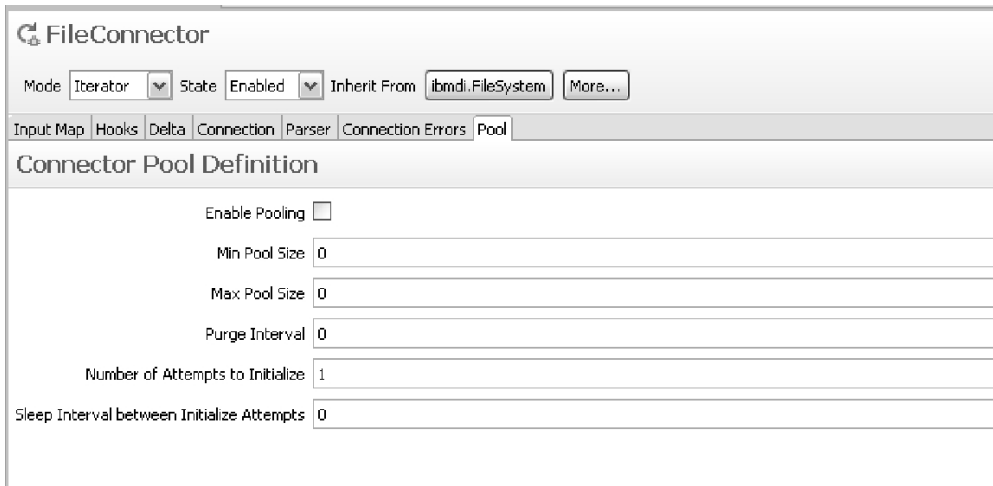 FileConnector
Mode Iterator State Enabled Inherit From ibmdi.FileSystem More...
Input Map Hooks Delta Connection Parser Connection Errors Pool
Connector Pool Definition
Enable Pooling
Min Pool Size 0
Max Pool Size 0
Purge Interval 0
Number of Attempts to Initialize 1
Sleep Interval between Initialize Attempts 0